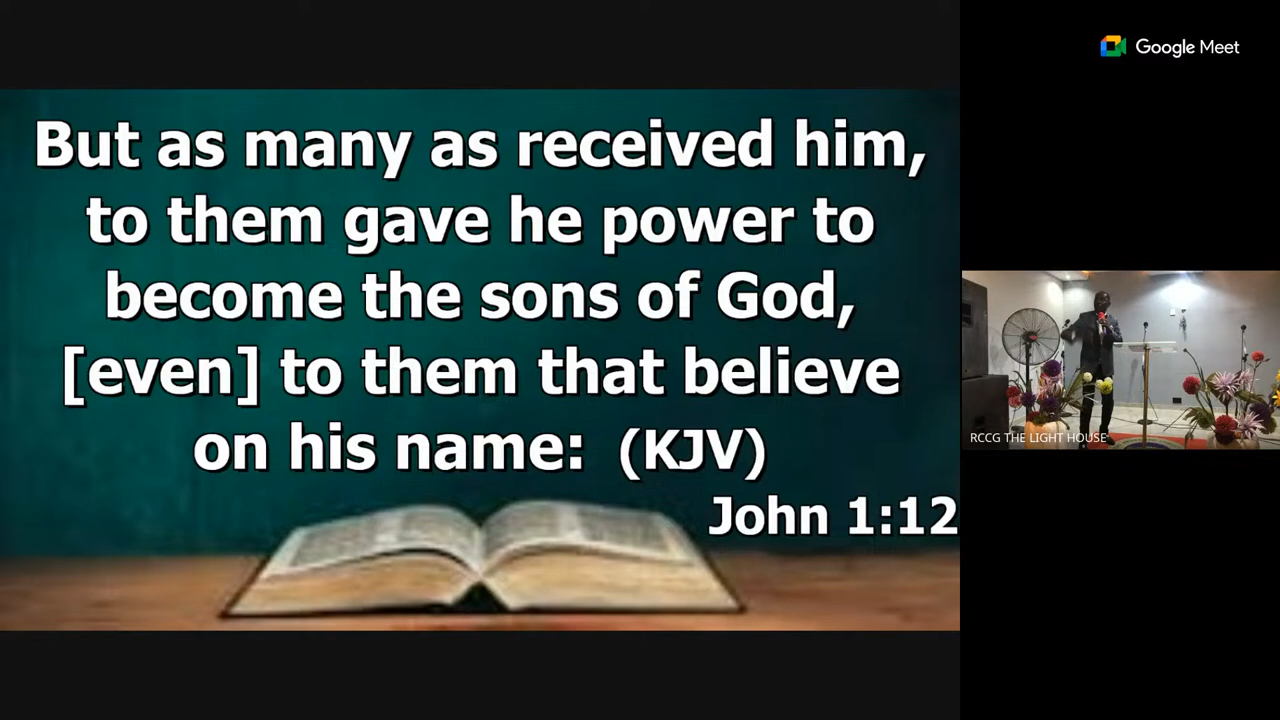 But as many as received him,
to them gave he power to
become the sons of God,
[even] to them that believe
on his name: (KJV)
John 1:12
Google Meet
RCCG THE LIGHT HOUSE